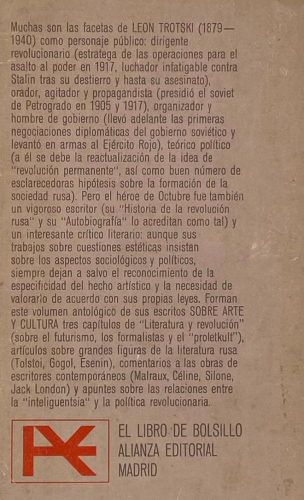 Muchas son las facetas de LEON TROTSKI (1879—
1940) como personaje público: dirigente
revolucionario (estratega de las operaciones para el
asalto al poder en 1917, luchador infatigable contra
Stalin tras su destierro y hasta su asesinato),
orador, agitador y propagandista (presidió el soviet
de Petrogrado en 1905 y 1917), organizador y
hombre de gobierno (llevó adelante las primeras
negociaciones diplomáticas del gobierno soviético y
levantó en armas al Ejército Rojo), teórico político
(a él se debe la reactualización de la idea de
"revolución permanente", así como buen número de
esclarecedoras hipótesis sobre la formación de la
sociedad rusa). Pero el héroe de Octubre fue también
un vigoroso escritor (su "Historia de la revolución
rusa" y su "Autobiografía" lo acreditan como tal) y
un interesante crítico literario: aunque sus
trabajos sobre cuestiones estéticas insistan
sobre los aspectos sociológicos y políticos,
siempre dejan a salvo el reconocimiento de la
especificidad del hecho artístico y la necesidad de
valorarlo de acuerdo con sus propias leyes. Forman
este volumen antológico de sus escritos SOBRE ARTE
Y CULTURA tres capítulos de "Literatura y revolución"
(sobre el futurismo, los formalistas y el "proletkult"),
artículos sobre grandes figuras de la literatura rusa
(Tolstoi, Gogol, Esenin), comentarios a las obras de
escritores contemporáneos (Malraux, Céline, Silone,
Jack London) y apuntes sobre las relaciones entre
la "inteliguentsia" y la política revolucionaria.
EL LIBRO DE BOLSILLO
ALIANZA EDITORIAL
MADRID